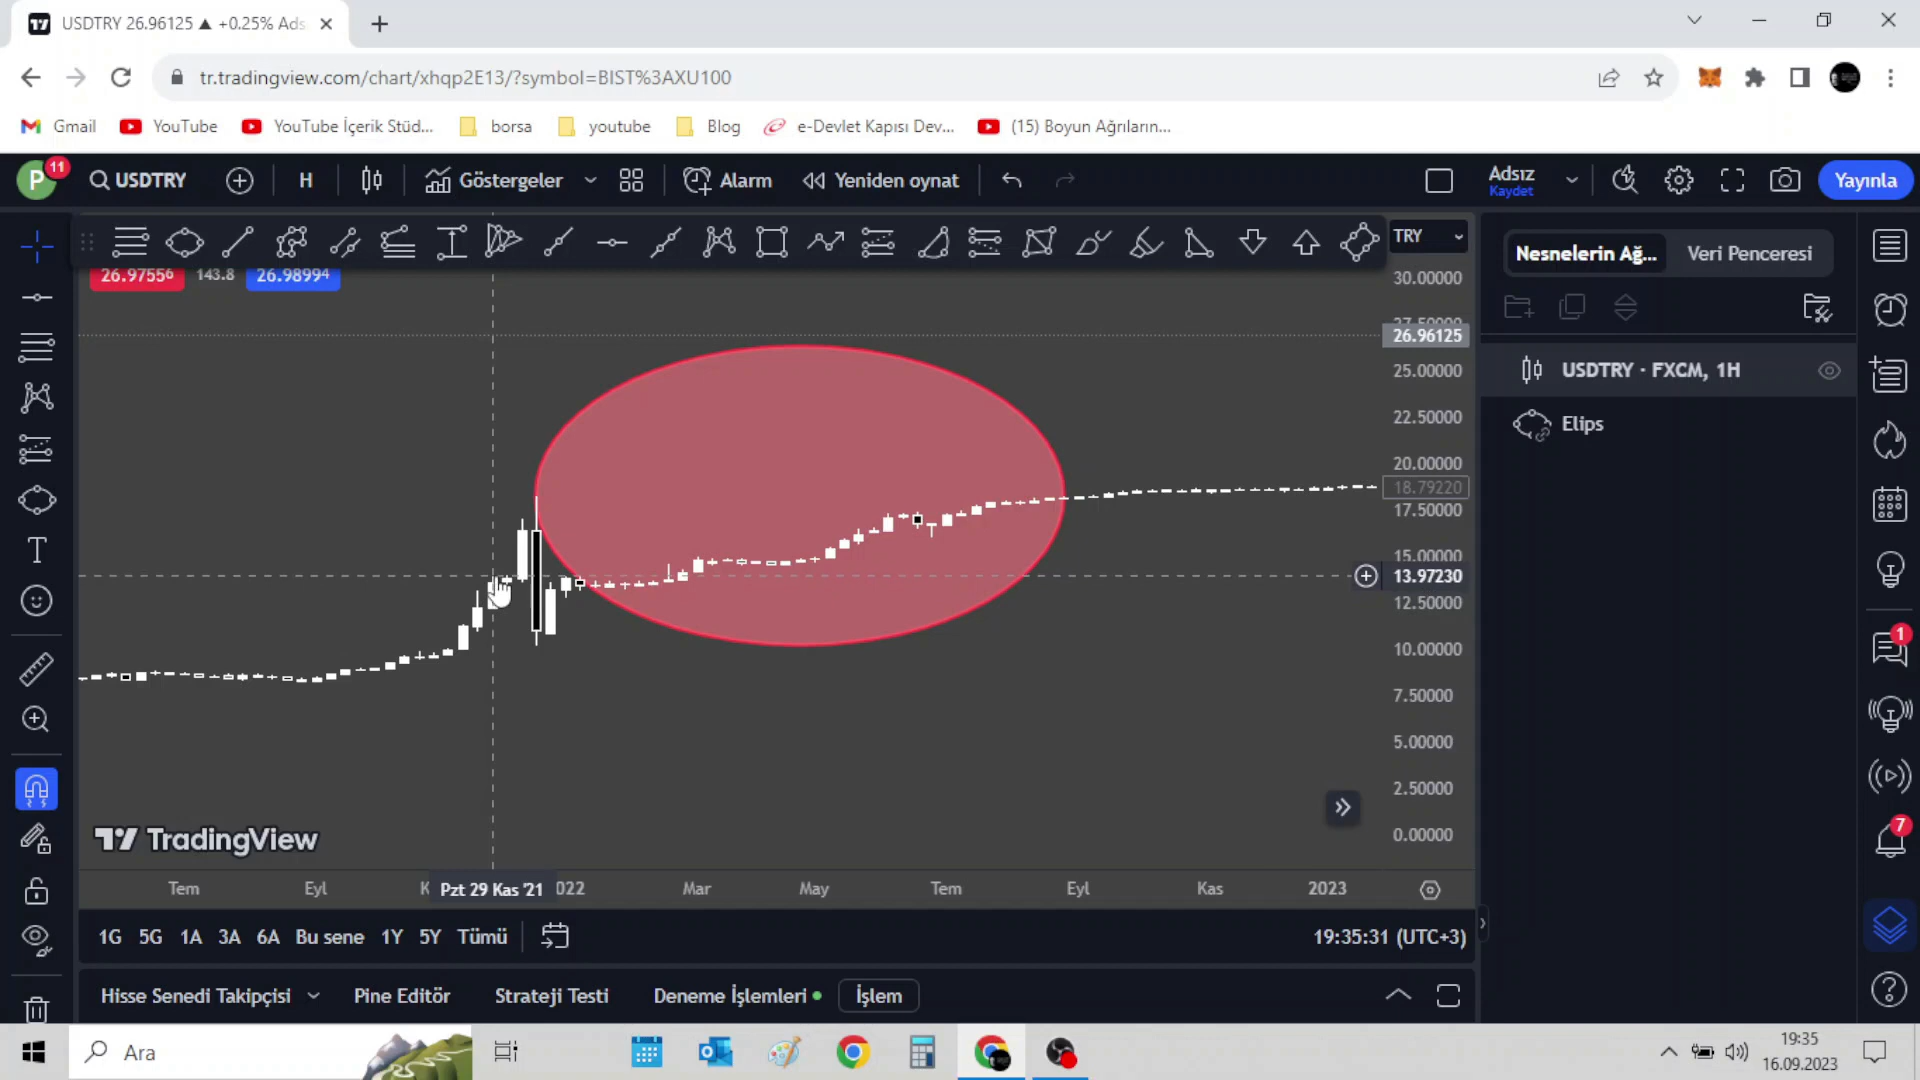 USDTRY 26.96125 ▲ +0.25% Ads
tr.tradingview.com/chart/xhqp2E13/?symbol=BIST%3AXU100
Gmail YouTube YouTube İçerik Stüd... borsa youtube Blog e-Devlet Kapısı Dev... (15) Boyun Ağrıların...
P 11 USDTRY H Göstergeler Alarm Yeniden oynat Adsız Kaydet Yayınla
TRY
26.97556 143.8 26.98994
Nesnelerin Ağ... Veri Penceresi
USDTRY · FXCM, 1H
Elips
30.00000
27.50000
26.96125
25.00000
22.50000
20.00000
18.79220
17.50000
15.00000
13.97230
12.50000
10.00000
7.50000
5.00000
2.50000
0.00000
TradingView
Tem Eyl K Pzt 29 Kas '21 022 Mar May Tem Eyl Kas 2023
1G 5G 1A 3A 6A Bu sene 1Y 5Y Tümü 19:35:31 (UTC+3)
Hisse Senedi Takipçisi Pine Editör Strateji Testi Deneme İşlemleri İşlem
1
7
Ara
19:35
16.09.2023